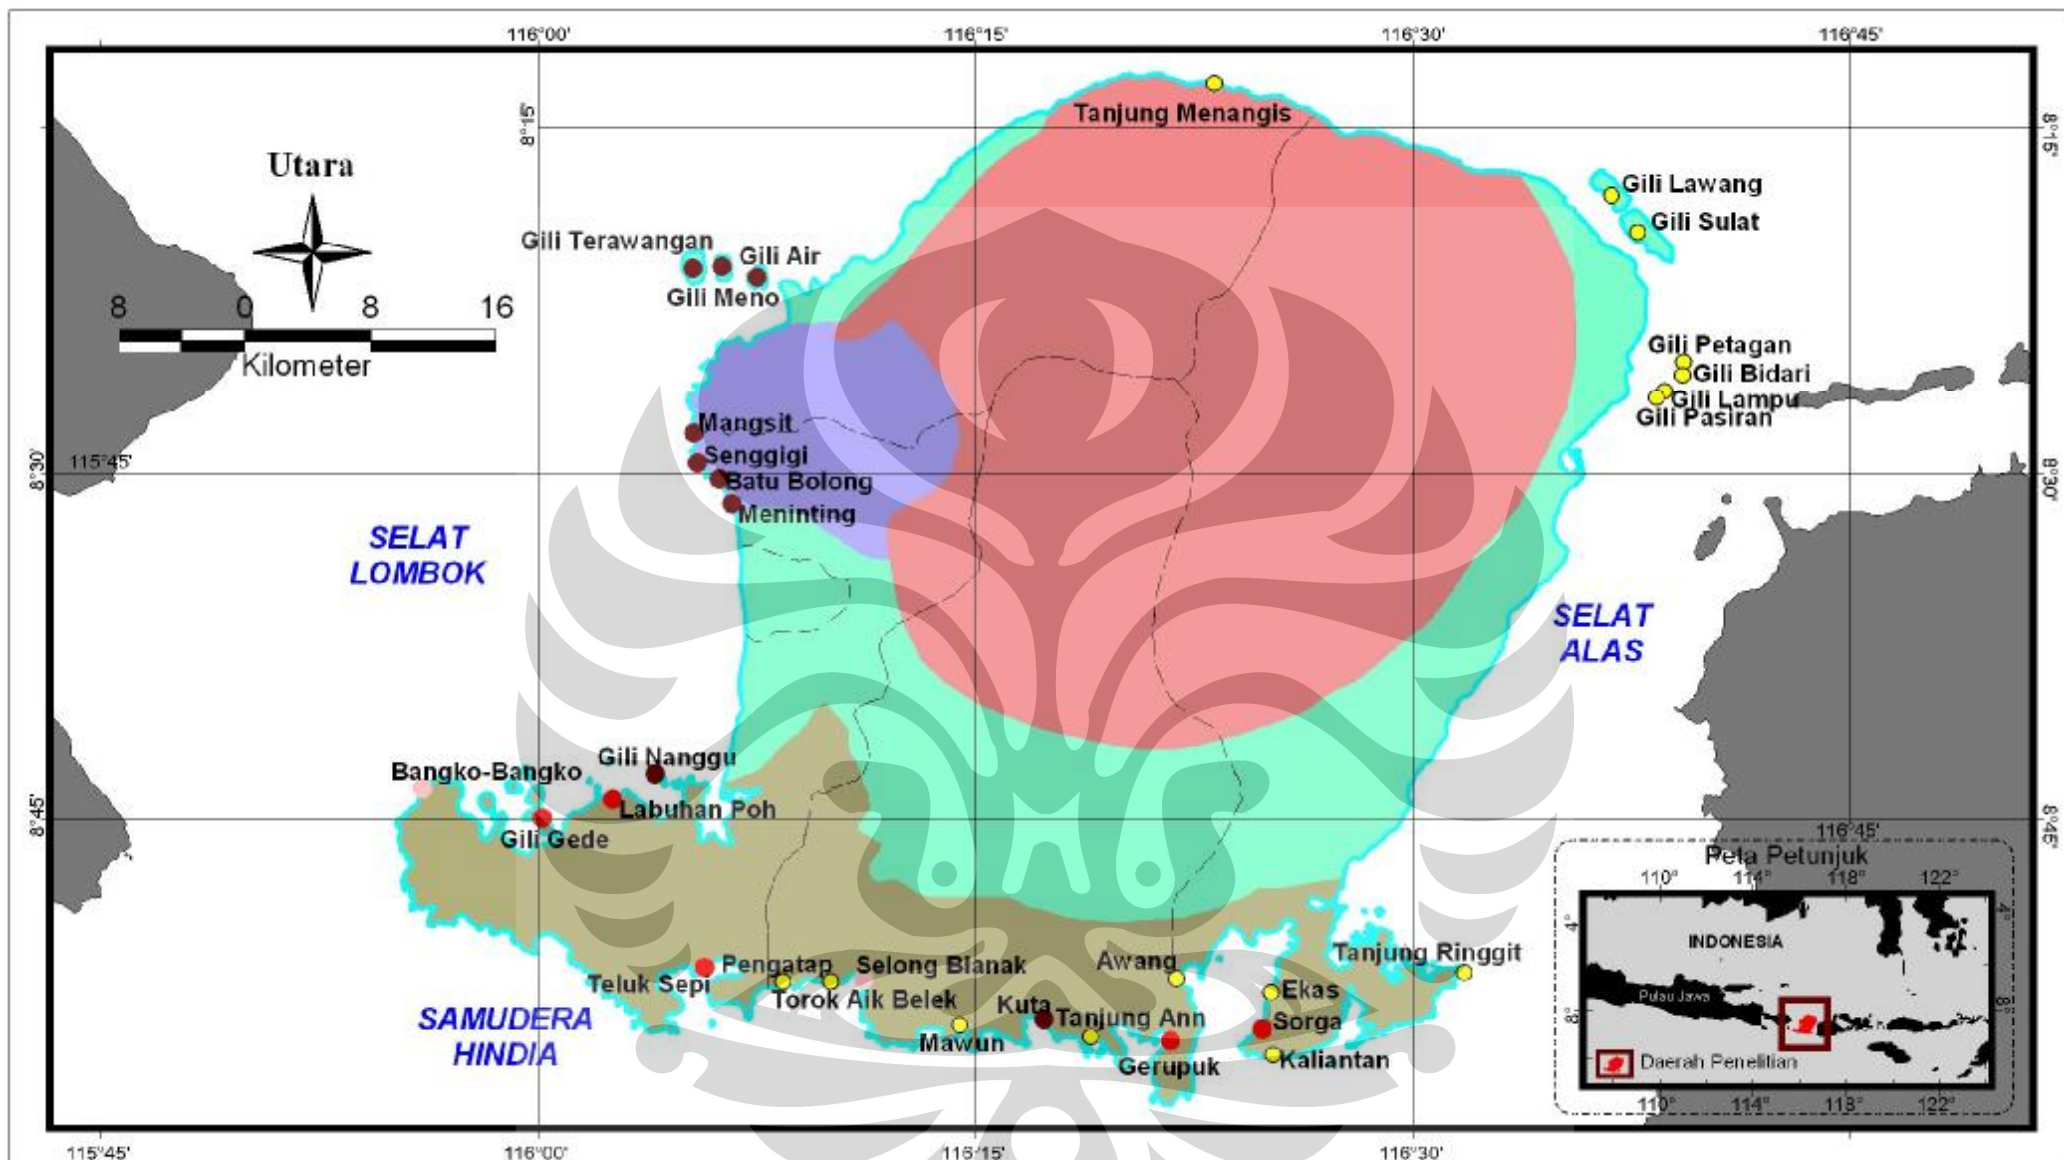 116°00'
116°15'
116°30'
116°45'
8°15'
8°15'
Tanjung Menangis
Utara
Gili Lawang
Gili Sulat
Gili Terawangan
Gili Air
Gili Meno
8 0 8 16
Kilometer
Gili Petagan
Gili Bidari
Gili Lampu
Gili Pasiran
Mangsit
Senggigi
Batu Bolong
Meninting
8°30'
115°45'
8°30'
SELAT
LOMBOK
SELAT
ALAS
Gili Nanggu
Bangko-Bangko
Labuhan Poh
Gili Gede
8°45'
8°45'
116°45'
Peta Petunjuk
110° 114° 118° 122°
4°
4°
INDONESIA
Pulau Jawa
8°
8°
Daerah Penelitian
110° 114° 118° 122°
Tanjung Ringgit
Awang
Pengatap
Selong Blanak
Teluk Sepi
Torok Aik Belek
Ekas
Kuta
Tanjung Ann
Sorga
Mawun
Gerupuk
Kaliantan
SAMUDERA
HINDIA
115°45'
116°00'
116°15'
116°30'